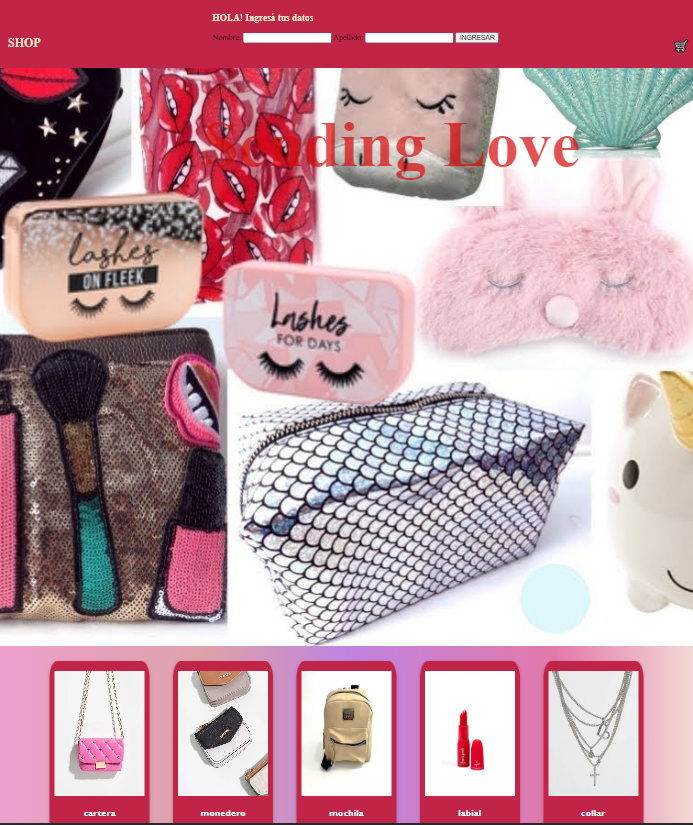 HOLA! Ingresá tus datos
SHOP
Nombre: Apellido: INGRESAR
Sending Love
lashes
ON FLEEK
Lashes
FOR DAYS
cartera
monedero
mochila
labial
collar